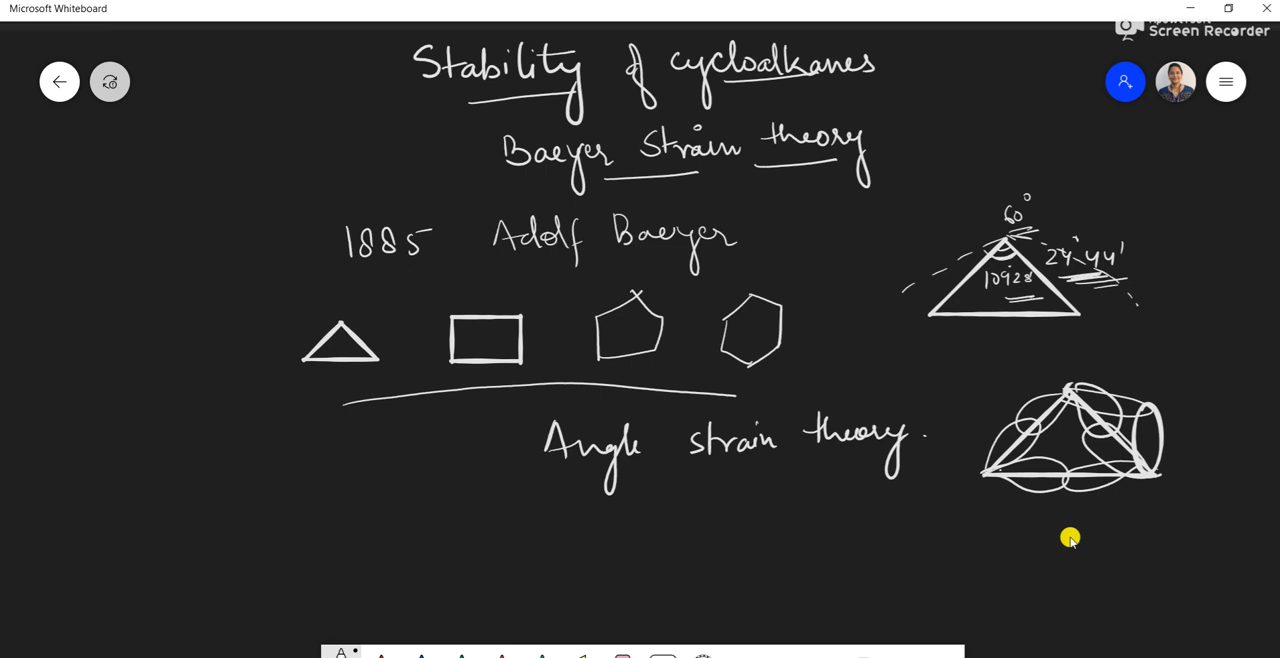 Microsoft Whiteboard
Screen Recorder
Stability of cycloalkanes
Baeyer Strain theory
1885 Adolf Baeyer
60°
24°44'
109°28'
Angle strain theory.
A